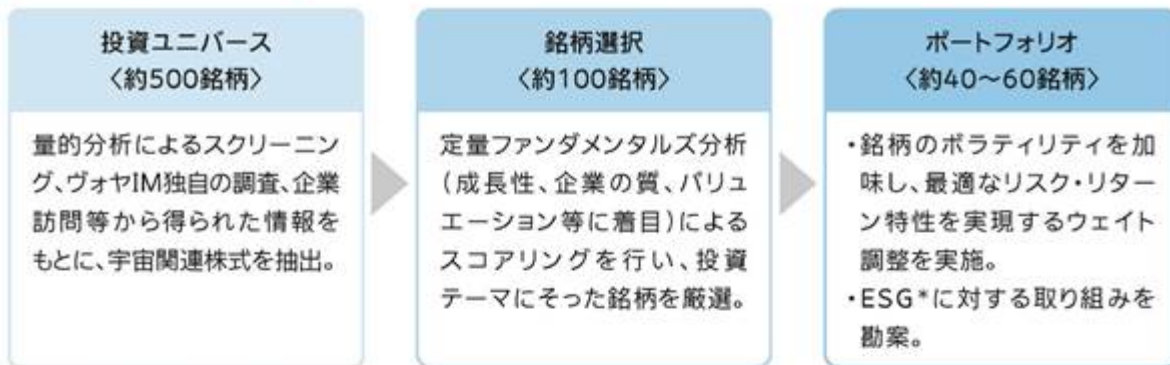 投資ユニバース
〈約500銘柄〉
量的分析によるスクリーニン
グ、ヴォヤIM独自の調査、企業
訪問等から得られた情報を
もとに、宇宙関連株式を抽出。
銘柄選択
〈約100銘柄〉
定量ファンダメンタルズ分析
(成長性、企業の質、バリュ
エーション等に着目)による
スコアリングを行い、投資
テーマにそった銘柄を厳選。
ポートフォリオ
〈約40〜60銘柄〉
・銘柄のボラティリティを加
味し、最適なリスク・リター
ン特性を実現するウェイト
調整を実施。
・ESG*に対する取り組みを
勘案。